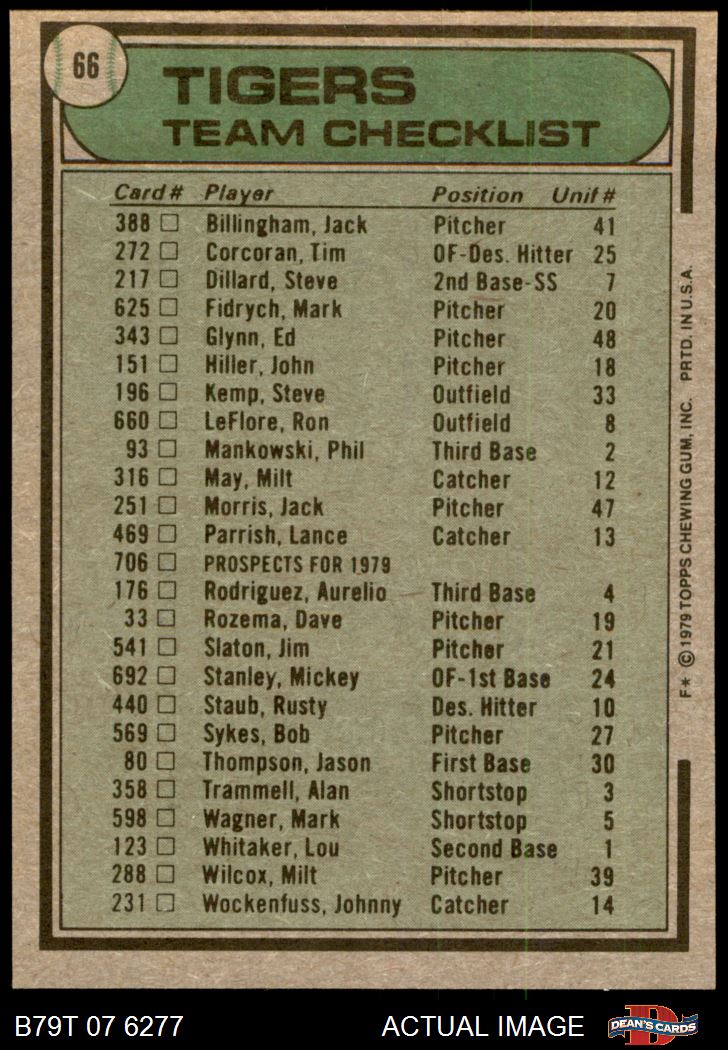 66
TIGERS
TEAM CHECKLIST
Card # Player Position Unif #
388 Billingham, Jack Pitcher 41
272 Corcoran, Tim OF-Des. Hitter 25
217 Dillard, Steve 2nd Base-SS 7
625 Fidrych, Mark Pitcher 20
343 Glynn, Ed Pitcher 48
151 Hiller, John Pitcher 18
196 Kemp, Steve Outfield 33
660 LeFlore, Ron Outfield 8
93 Mankowski, Phil Third Base 2
316 May, Milt Catcher 12
251 Morris, Jack Pitcher 47
469 Parrish, Lance Catcher 13
706 PROSPECTS FOR 1979
176 Rodriguez, Aurelio Third Base 4
33 Rozema, Dave Pitcher 19
541 Slaton, Jim Pitcher 21
692 Stanley, Mickey OF-1st Base 24
440 Staub, Rusty Des. Hitter 10
569 Sykes, Bob Pitcher 27
80 Thompson, Jason First Base 30
358 Trammell, Alan Shortstop 3
598 Wagner, Mark Shortstop 5
123 Whitaker, Lou Second Base 1
288 Wilcox, Milt Pitcher 39
231 Wockenfuss, Johnny Catcher 14
F* © 1979 TOPPS CHEWING GUM, INC. PRTD. IN U.S.A.
B79T 07 6277 ACTUAL IMAGE
D
DEAN'S CARDS